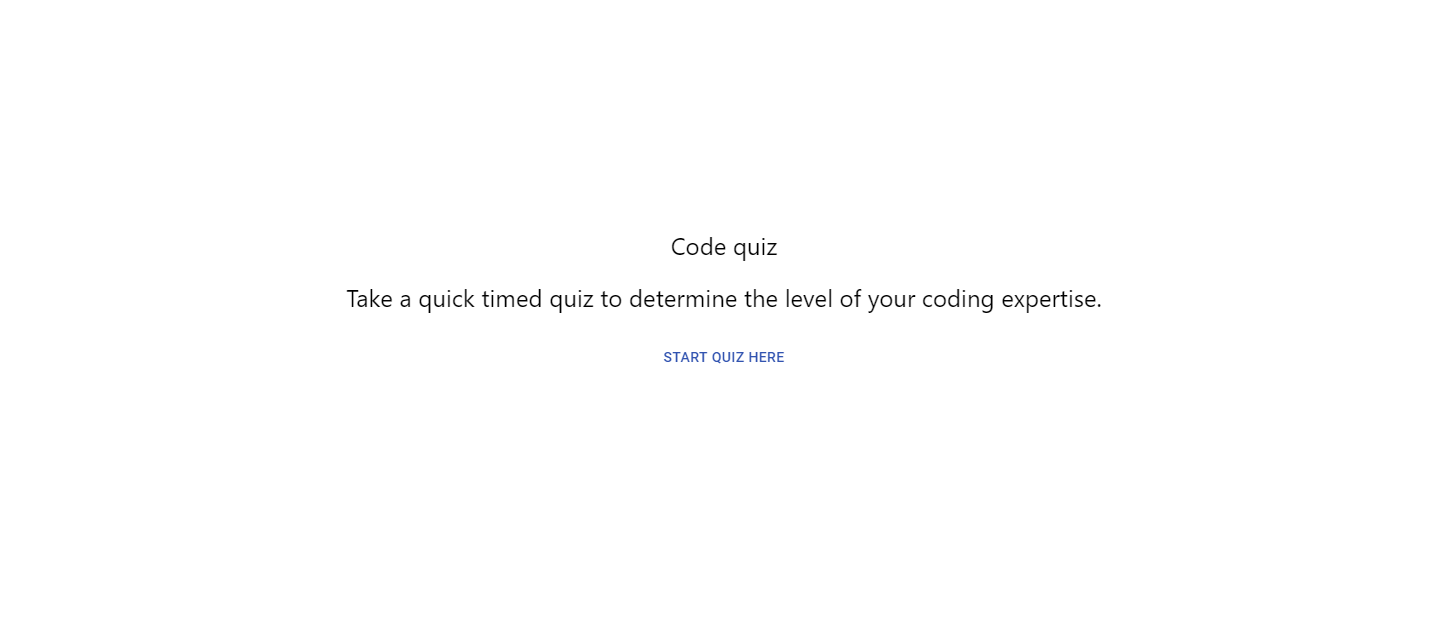 Code quiz
Take a quick timed quiz to determine the level of your coding expertise.
START QUIZ HERE